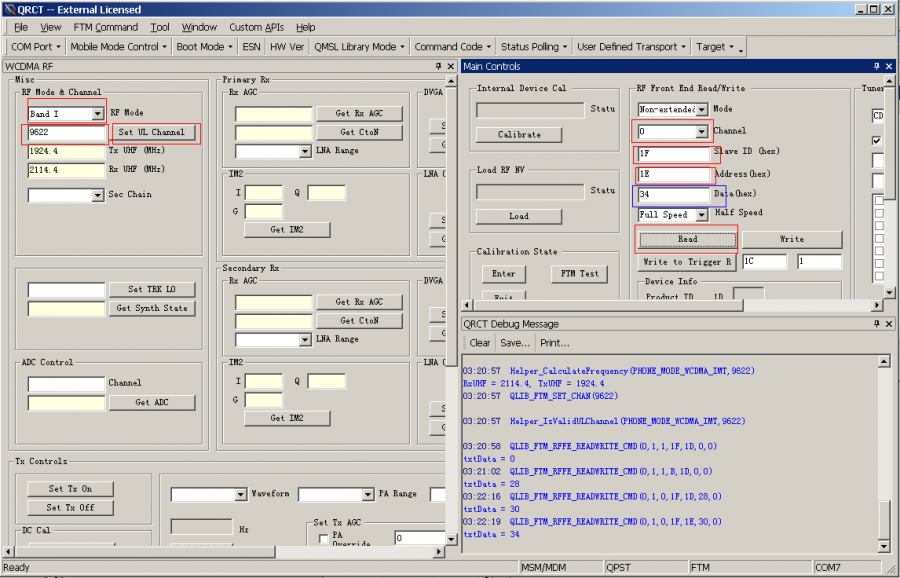 QRCT -- External Licensed
File View FTM Command Tool Window Custom APIs Help
COM Port Mobile Mode Control Boot Mode ESN HW Ver QMSL Library Mode Command Code Status Polling User Defined Transport Target
WCDMA RF
Misc
RF Mode & Channel
Band I RF Mode
9622 Set UL Channel
1924.4 Tx UHF (MHz)
2114.4 Rx UHF (MHz)
Sec Chain
Set TRK LO
Get Synth State
ADC Control
Channel
Get ADC
Primary Rx
Rx AGC
Get Rx AGC
Get CtoN
LNA Range
IM2
I Q
G
Get IM2
Secondary Rx
Rx AGC
Get Rx AGC
Get CtoN
LNA Range
IM2
I Q
G
Get IM2
DVGA
LNA
DVGA
LNA
Tx Controls
Set Tx On
Set Tx Off
DC Cal
Waveform PA Range
Hz
Set Tx AGC
PA
Override
0
Main Controls
Internal Device Cal
Statu
Calibrate
Load RF NV
Statu
Load
Calibration State
Enter FTM Test
Exit
RF Front End Read/Write
Non-extended Mode
0 Channel
1F Slave ID (hex)
1E Address(hex)
34 Data(hex)
Full Speed Half Speed
Read Write
Write to Trigger R 1C 1
Device Info
Product ID 1D
Tuner
CD
QRCT Debug Message
Clear Save... Print...
03:20:57 Helper_CalculateFrequency(PHONE_MODE_WCDMA_IMT,9622)
RxUHF = 2114.4, TxUHF = 1924.4
03:20:57 QLIB_FTM_SET_CHAN(9622)
03:20:57 Helper_IsValidULChannel(PHONE_MODE_WCDMA_IMT,9622)
03:20:58 QLIB_FTM_RFFE_READWRITE_CMD(0,1,1,1F,1D,0,0)
txtData = 0
03:21:02 QLIB_FTM_RFFE_READWRITE_CMD(0,1,1,B,1D,0,0)
txtData = 28
03:22:16 QLIB_FTM_RFFE_READWRITE_CMD(0,1,0,1F,1D,28,0)
txtData = 30
03:22:19 QLIB_FTM_RFFE_READWRITE_CMD(0,1,0,1F,1E,30,0)
txtData = 34
Ready MSM/MDM QPST FTM COM7